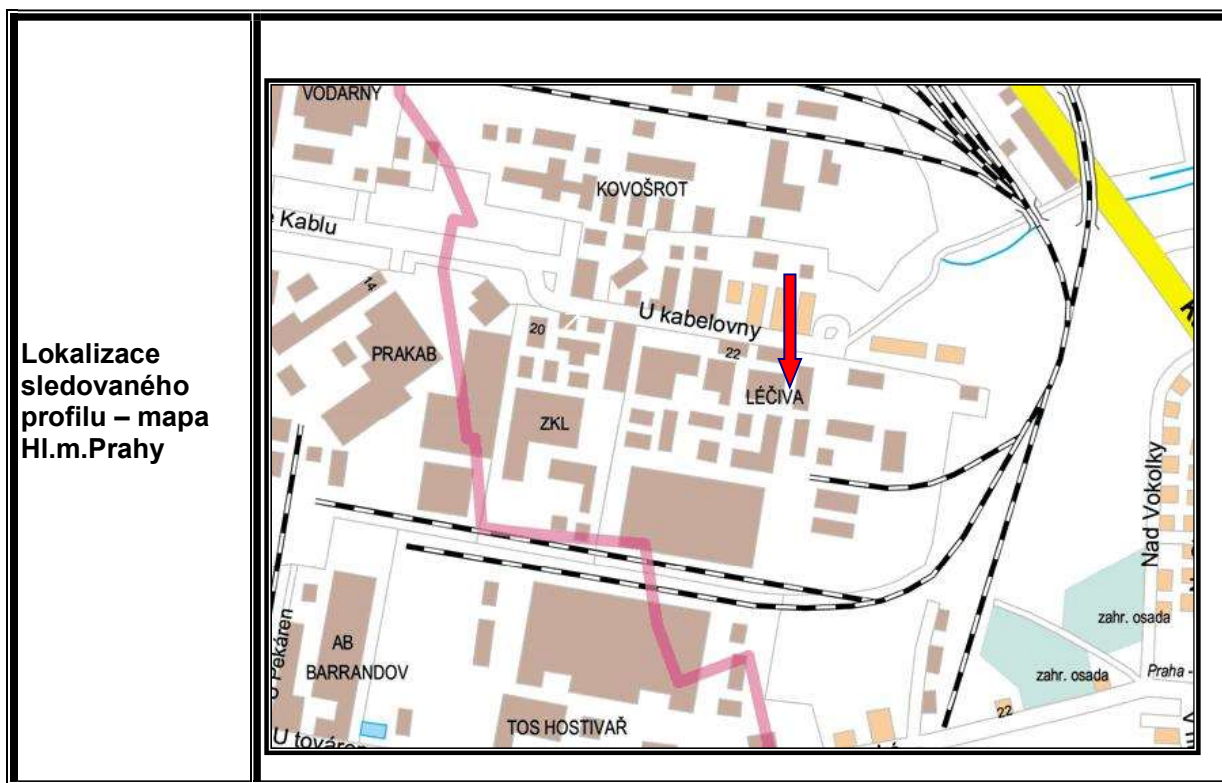 Lokalizace
sledovaného
profilu – mapa
Hl.m.Prahy
VODÁRNY
KOVOŠROT
Kablu
14
U kabelovny
20
22
PRAKAB
LÉČIVA
ZKL
Nad Vokolky
zahr. osada
U Pekáren
AB
BARRANDOV
zahr. osada
Praha -
22
TOS HOSTIVAŘ
U továren